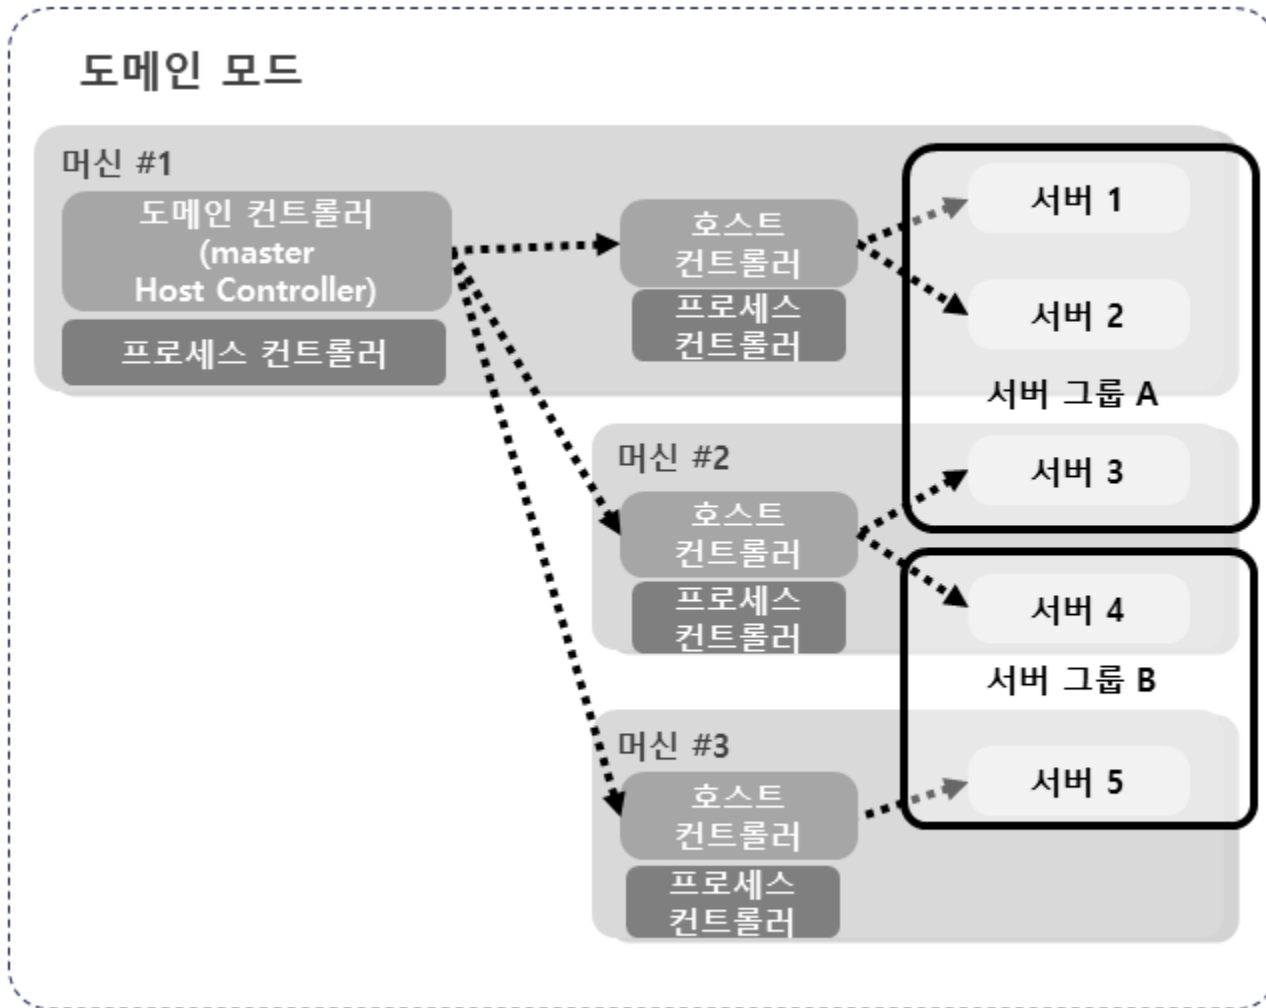 도메인 모드
머신 #1
도메인 컨트롤러
(master
Host Controller)
프로세스 컨트롤러
호스트
컨트롤러
프로세스
컨트롤러
서버 1
서버 2
서버 그룹 A
머신 #2
호스트
컨트롤러
프로세스
컨트롤러
서버 3
서버 4
서버 그룹 B
머신 #3
호스트
컨트롤러
프로세스
컨트롤러
서버 5